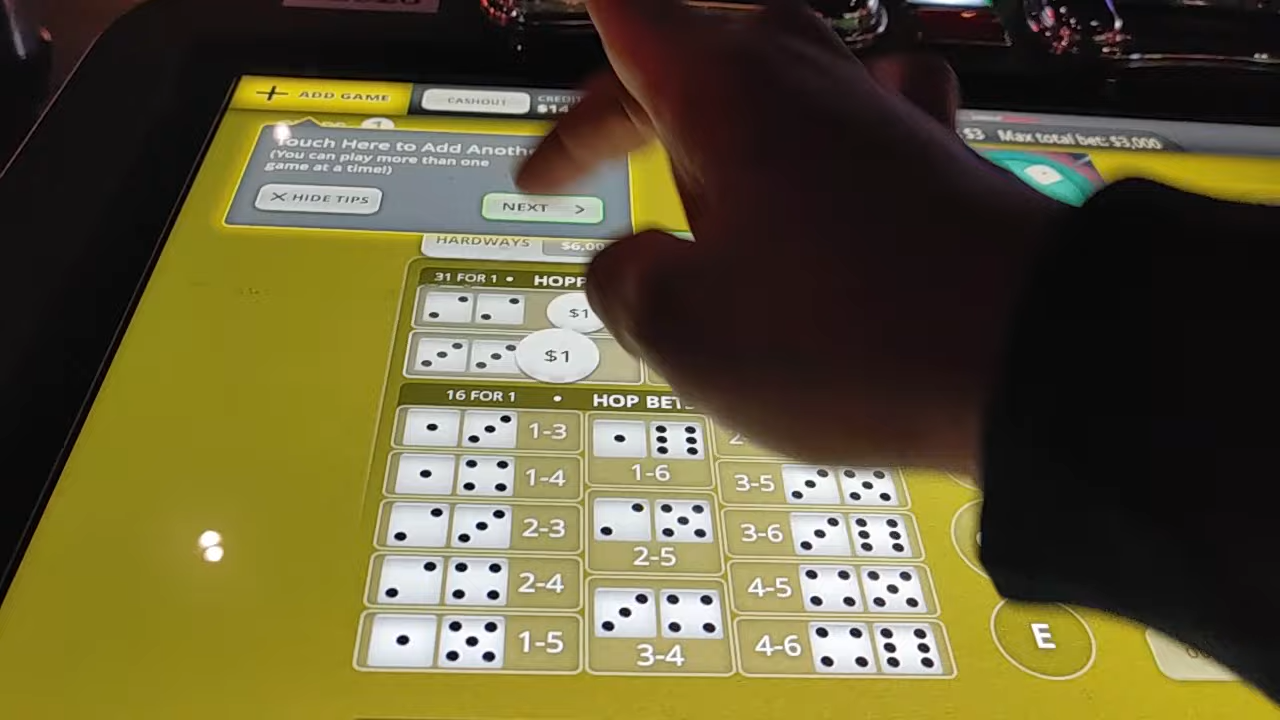 + ADD GAME
CASHOUT
$3 Max total bet: $3,000
Touch Here to Add
(You can play more than one
game at a time!)
X HIDE TIPS
NEXT >
HARDWAYS
$6.00
31 FOR 1 •
$1
$1
16 FOR 1 • HOP BETS
1-3
1-4
2-3
2-4
1-5
1-6
2-5
3-4
3-5
3-6
4-5
4-6
E